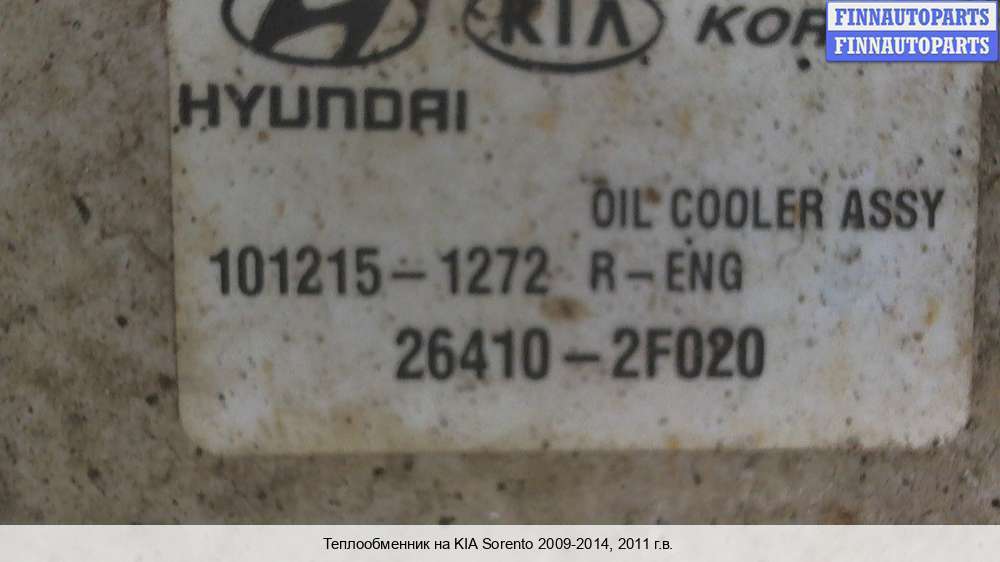 KIA
FINNAUTOPARTS
FINNAUTOPARTS
HYUNDAI
OIL COOLER ASSY
101215-1272 R-ENG
26410-2F020
Теплообменник на KIA Sorento 2009-2014, 2011 г.в.